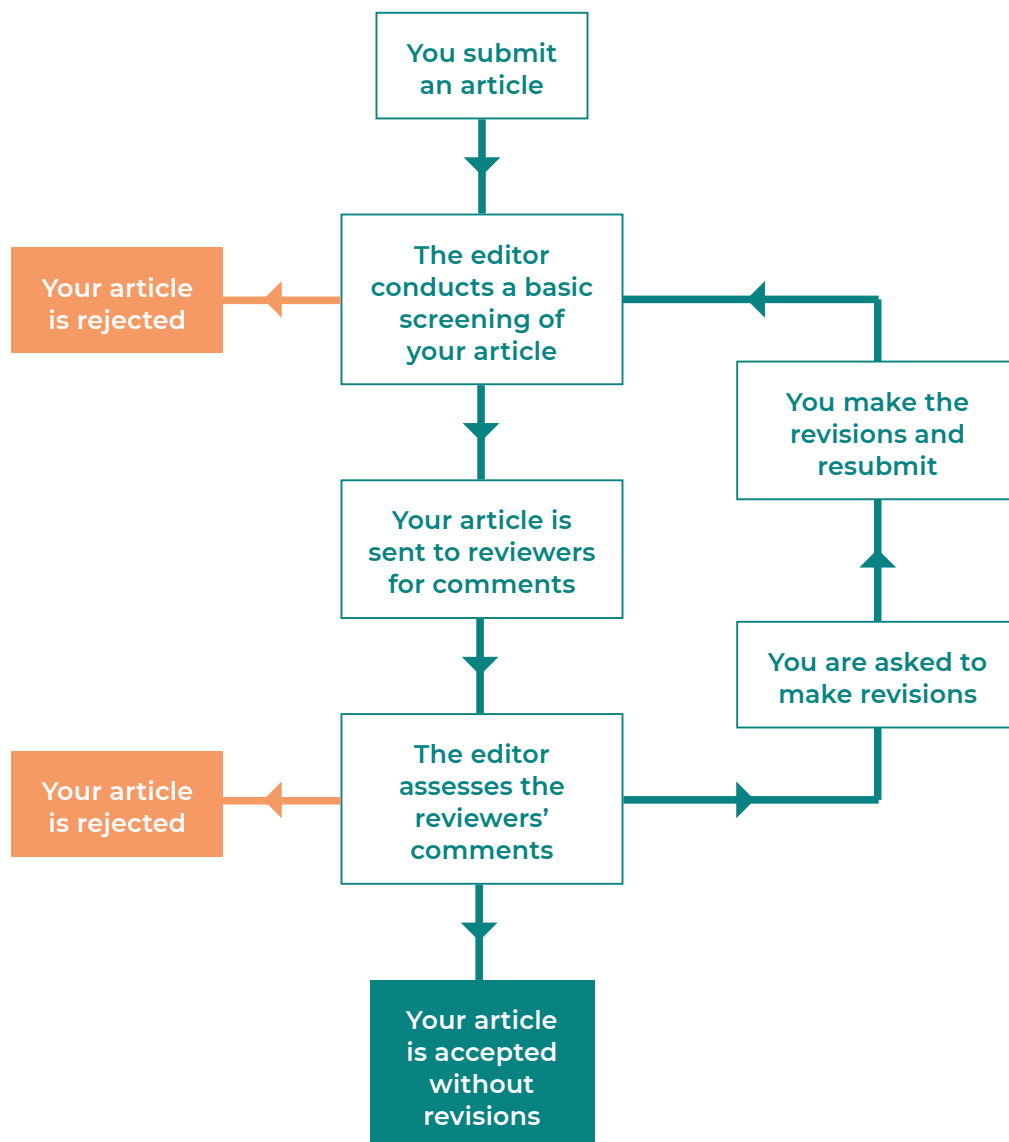 You submit
an article
The editor
conducts a basic
screening of
your article
Your article
is rejected
Your article is
sent to reviewers
for comments
The editor
assesses the
reviewers’
comments
Your article
is rejected
You are asked to
make revisions
You make the
revisions and
resubmit
Your article
is accepted
without
revisions